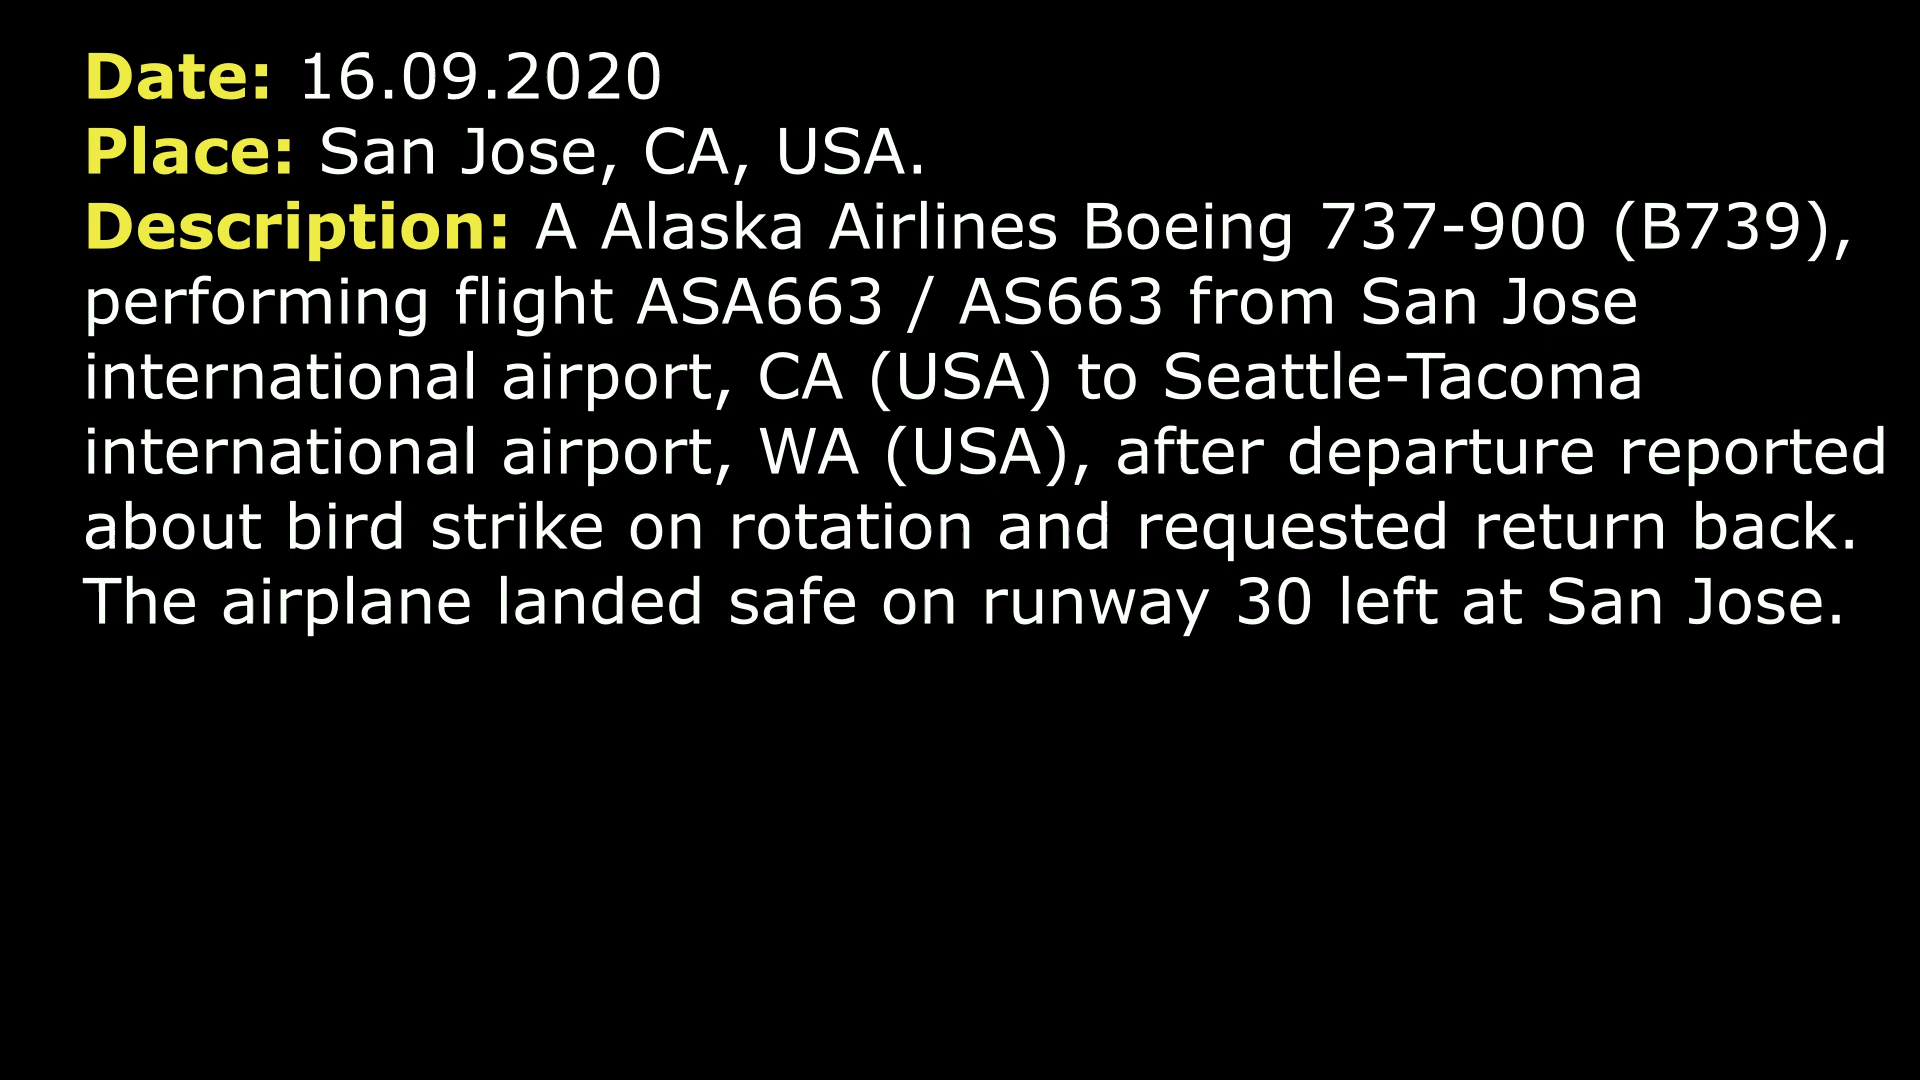 Date: 16.09.2020
Place: San Jose, CA, USA.
Description: A Alaska Airlines Boeing 737-900 (B739),
performing flight ASA663 / AS663 from San Jose
international airport, CA (USA) to Seattle-Tacoma
international airport, WA (USA), after departure reported
about bird strike on rotation and requested return back.
The airplane landed safe on runway 30 left at San Jose.